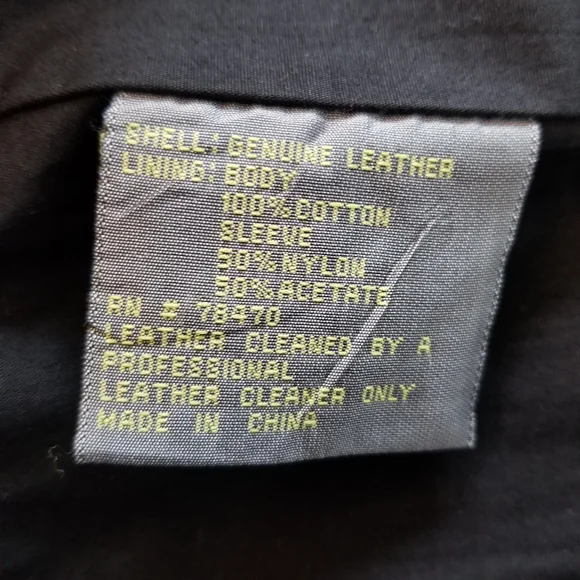 SHELL: GENUINE LEATHER
LINING: BODY
100% COTTON
SLEEVE
50% NYLON
50% ACETATE
RN # 78470
LEATHER CLEANED BY A
PROFESSIONAL
LEATHER CLEANER ONLY
MADE IN CHINA